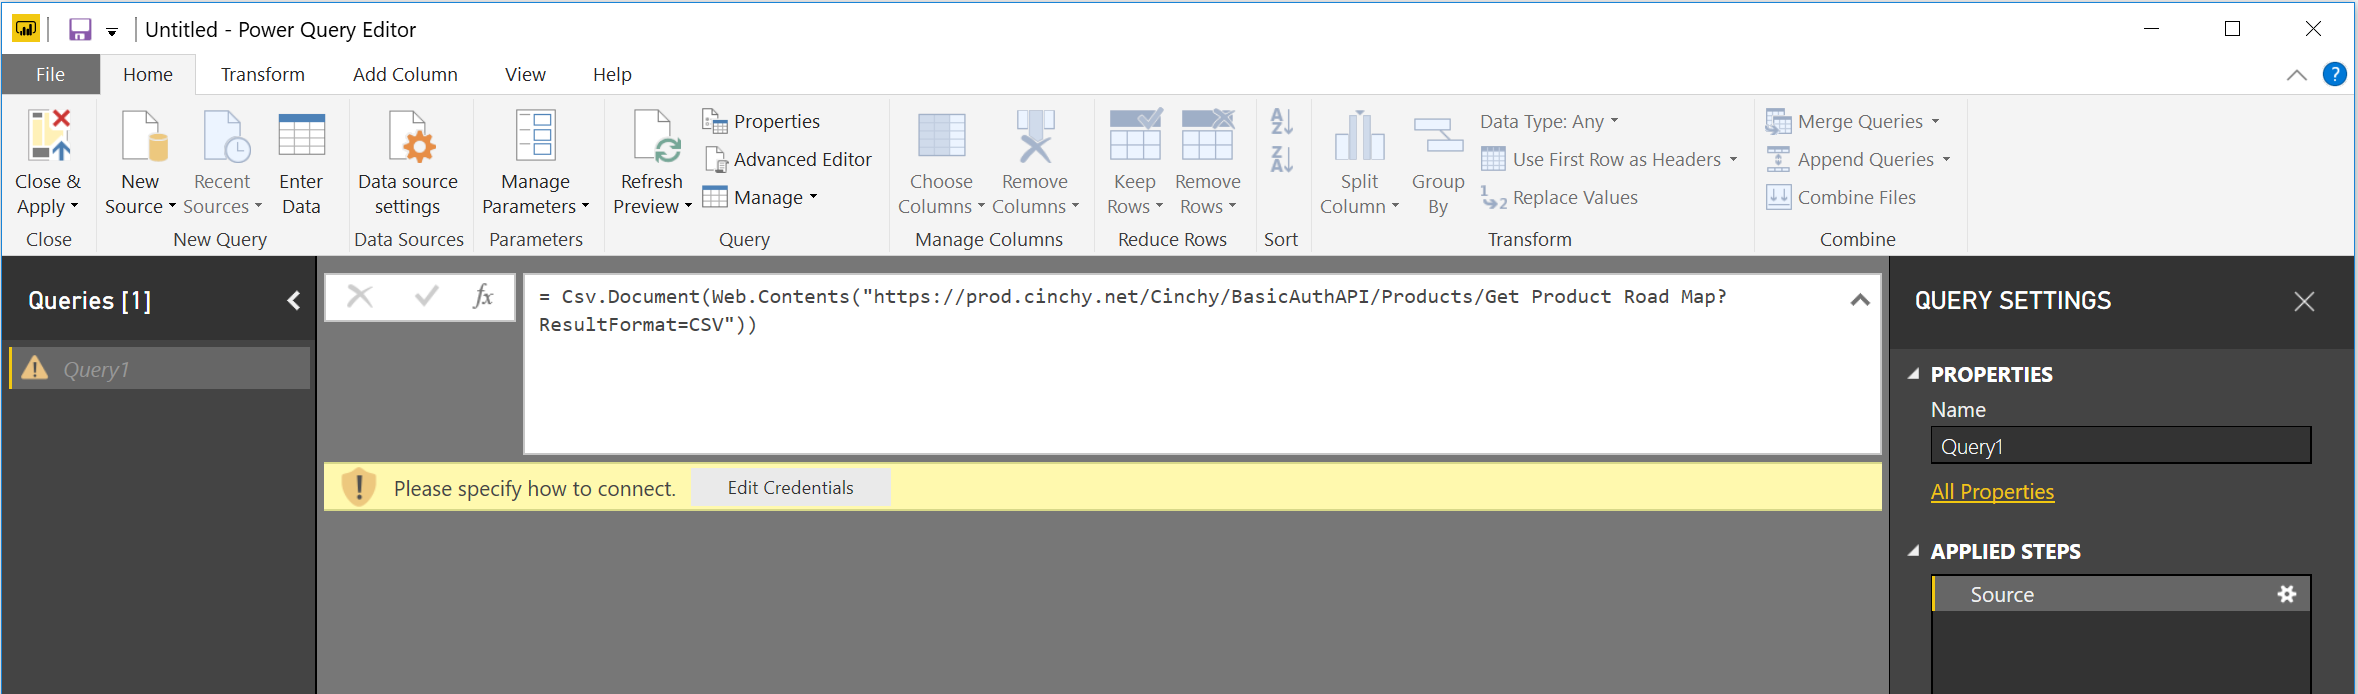 Untitled - Power Query Editor
File Home Transform Add Column View Help
Close & Apply
Close
New Source
Recent Sources
Enter Data
New Query
Data source settings
Data Sources
Manage Parameters
Parameters
Refresh Preview
Properties
Advanced Editor
Manage
Query
Choose Columns
Remove Columns
Manage Columns
Keep Rows
Remove Rows
Reduce Rows
A Z
Z A
Sort
Split Column
Group By
Data Type: Any
Use First Row as Headers
1 2 Replace Values
Transform
Merge Queries
Append Queries
Combine Files
Combine
Queries [1]
Query1
fx
= Csv.Document(Web.Contents("https://prod.cinchy.net/Cinchy/BasicAuthAPI/Products/Get Product Road Map?
ResultFormat=CSV"))
! Please specify how to connect. Edit Credentials
QUERY SETTINGS
PROPERTIES
Name
Query1
All Properties
APPLIED STEPS
Source